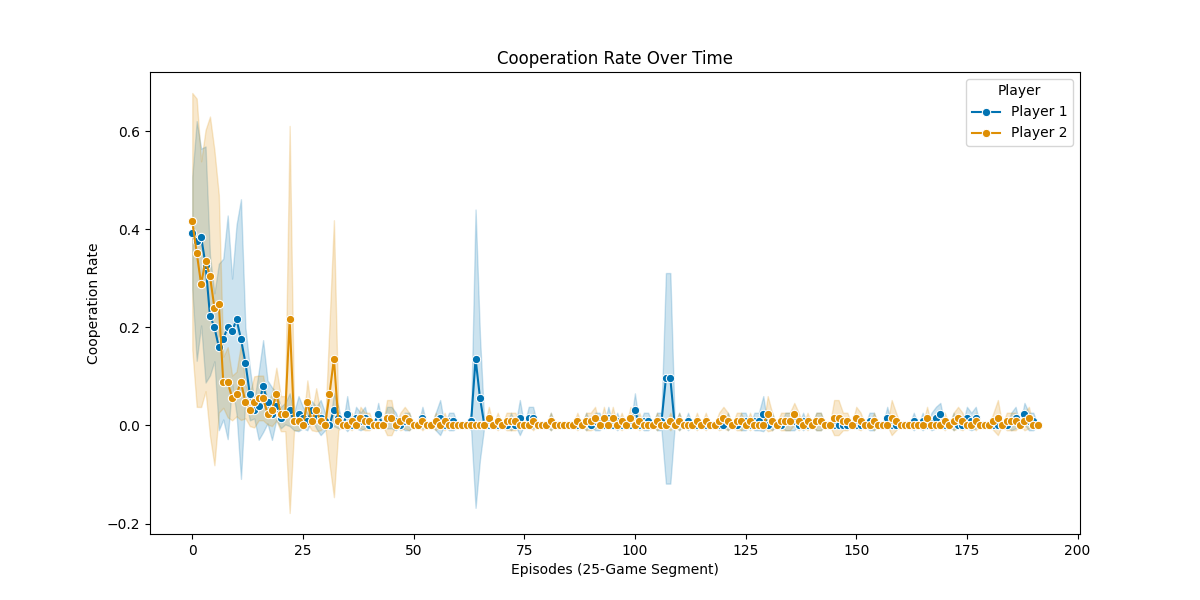 Cooperation Rate Over Time
Player
Player 1
Player 2
Cooperation Rate
0.6
0.4
0.2
0.0
−0.2
0 25 50 75 100 125 150 175 200
Episodes (25-Game Segment)